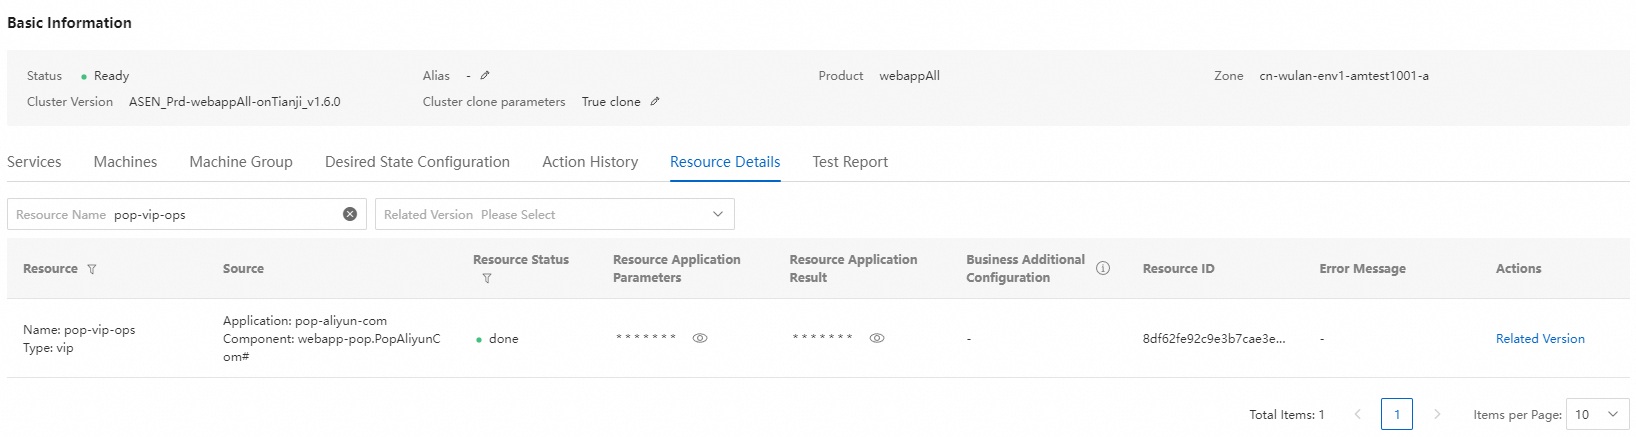 Basic Information
Status Ready Alias - Product webappAll Zone cn-wulan-env1-amtest1001-a
Cluster Version ASEN_Prd-webappAll-onTianji_v1.6.0 Cluster clone parameters True clone
Services Machines Machine Group Desired State Configuration Action History Resource Details Test Report
Resource Name pop-vip-ops Related Version Please Select
Resource Source Resource Status Resource Application Parameters Resource Application Result Business Additional Configuration Resource ID Error Message Actions
Name: pop-vip-ops
Type: vip
Application: pop-aliyun-com
Component: webapp-pop.PopAliyunC
om#
done ******* ******* - 8df62fe92c9e3b7cae3e... - Related Version
Total Items: 1 1 Items per Page: 10